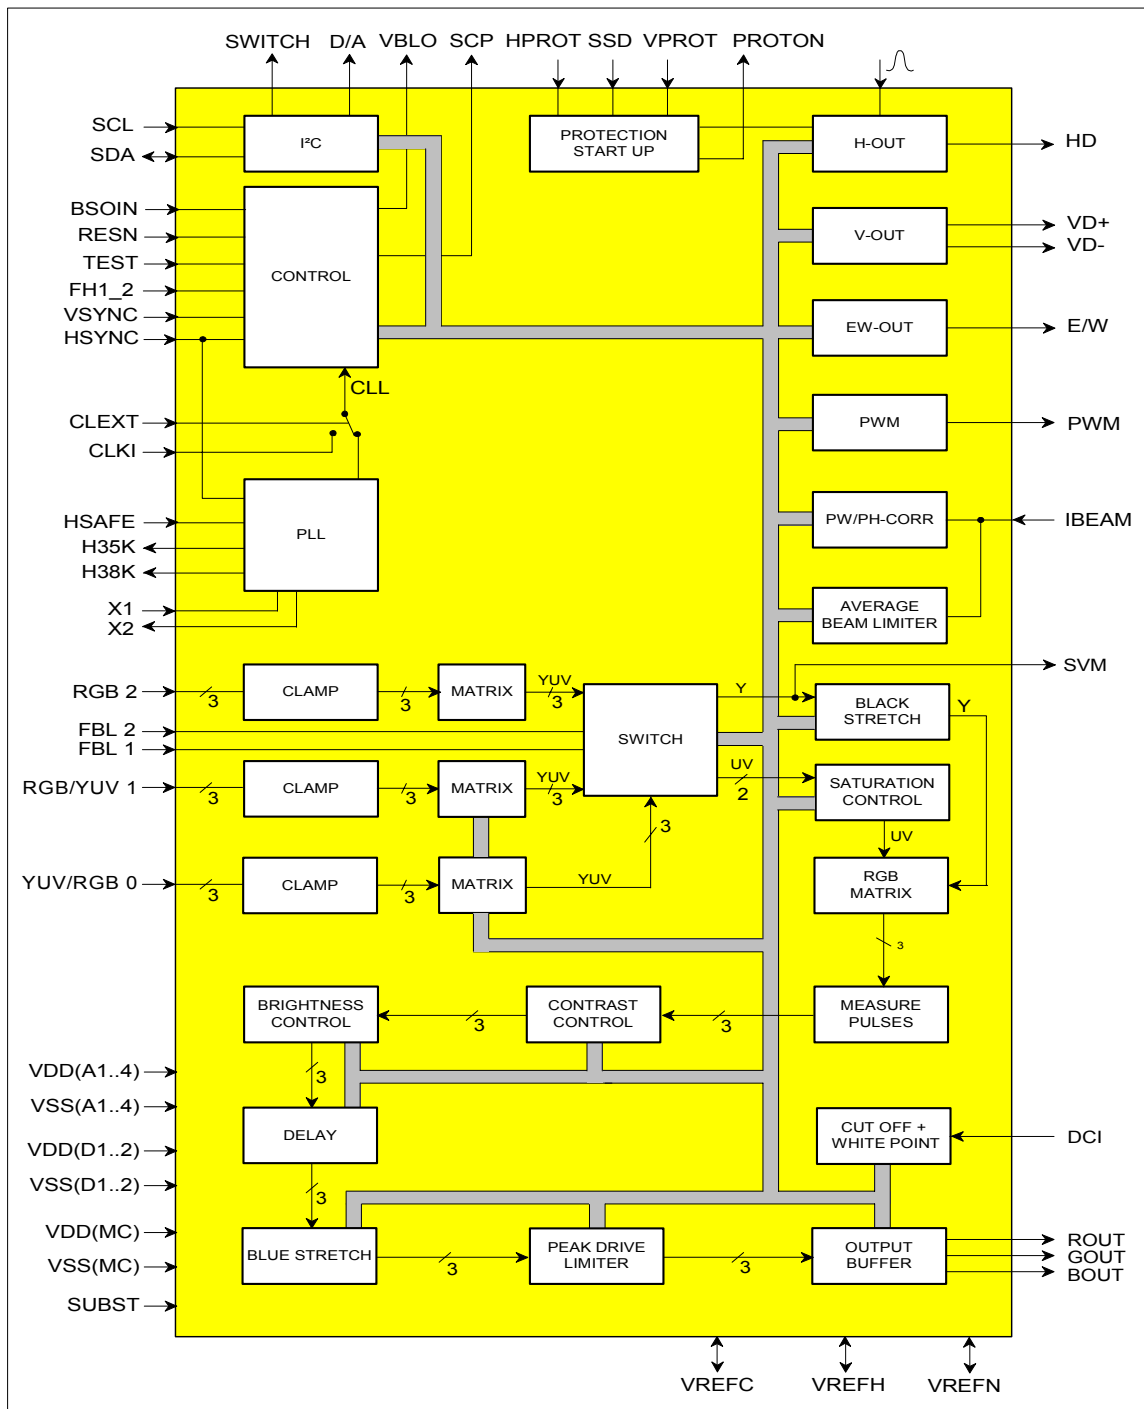 SWITCH D/A VBLO SCP HPROT SSD VPROT PROTON
SCL
SDA
I²C
PROTECTION
START UP
H-OUT
HD
BSOIN
RESN
TEST
FH1_2
VSYNC
HSYNC
CONTROL
V-OUT
VD+
VD-
EW-OUT
E/W
CLL
CLEXT
CLKI
PWM
PWM
HSAFE
H35K
H38K
X1
X2
PLL
PW/PH-CORR
IBEAM
AVERAGE
BEAM LIMITER
SVM
RGB 2
3
CLAMP
3
MATRIX
YUV
3
FBL 2
FBL 1
SWITCH
Y
BLACK
STRETCH
Y
RGB/YUV 1
3
CLAMP
3
MATRIX
YUV
3
UV
2
SATURATION
CONTROL
3
UV
YUV/RGB 0
3
CLAMP
3
MATRIX
YUV
RGB
MATRIX
3
BRIGHTNESS
CONTROL
3
CONTRAST
CONTROL
3
MEASURE
PULSES
VDD(A1..4)
VSS(A1..4)
VDD(D1..2)
VSS(D1..2)
VDD(MC)
VSS(MC)
SUBST
3
DELAY
3
CUT OFF +
WHITE POINT
DCI
BLUE STRETCH
3
PEAK DRIVE
LIMITER
3
OUTPUT
BUFFER
ROUT
GOUT
BOUT
VREFC VREFH VREFN